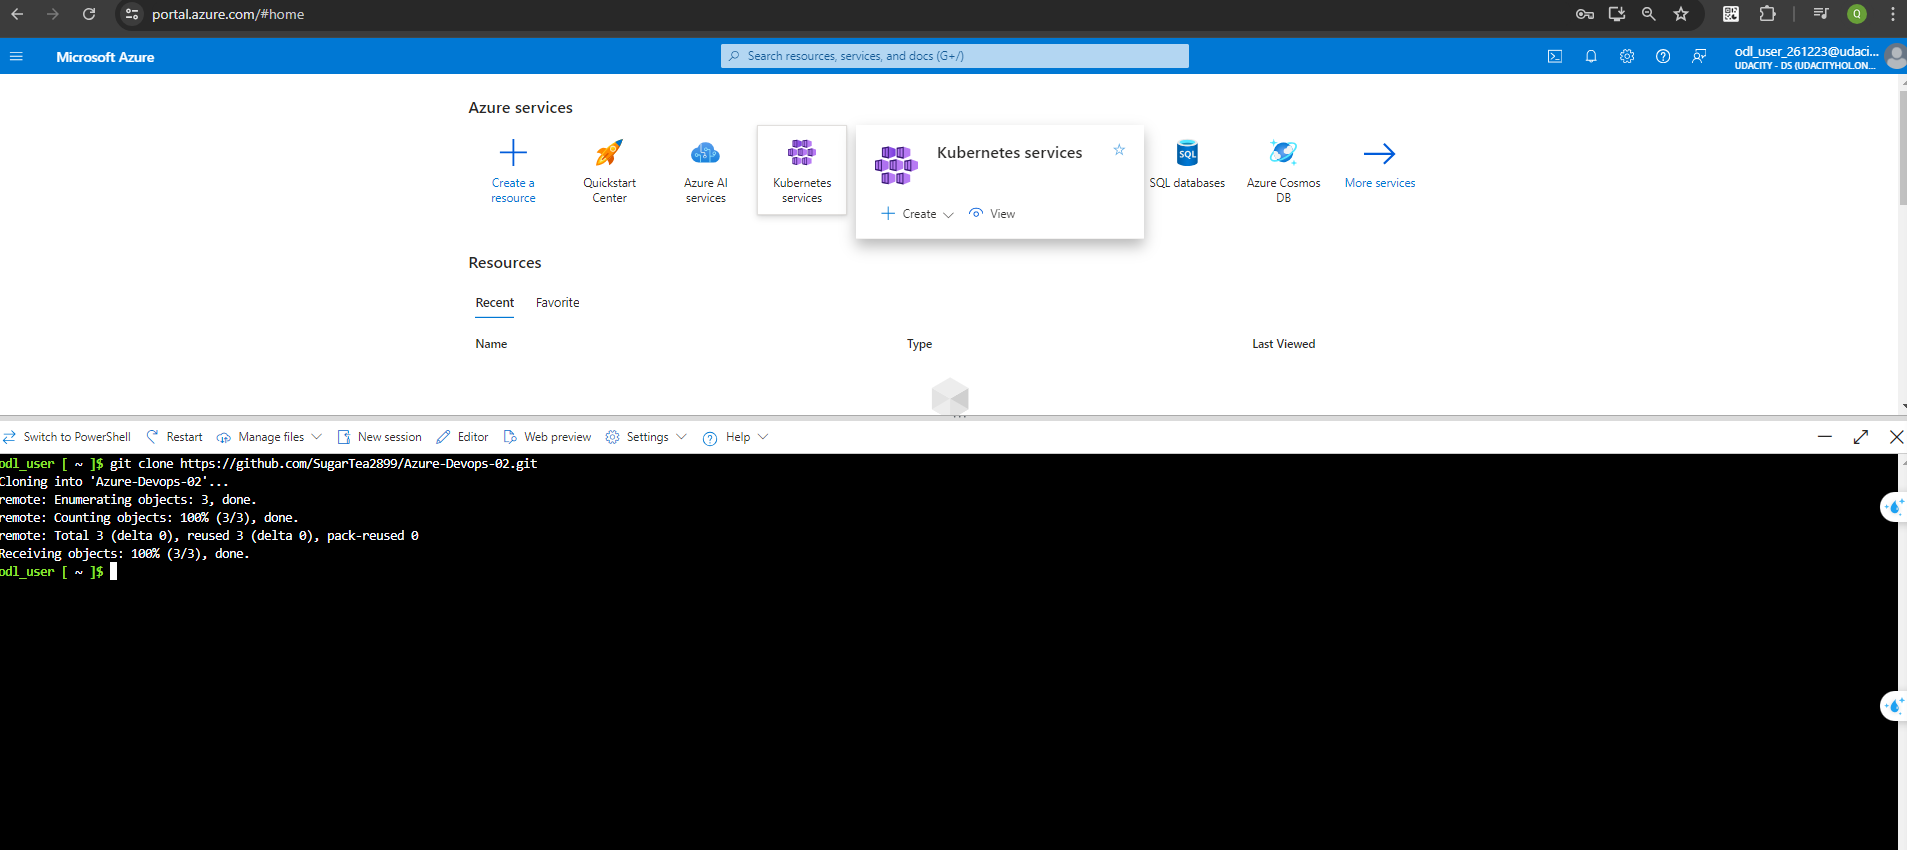 portal.azure.com/#home
Q
Microsoft Azure
Search resources, services, and docs (G+/)
odl_user_261223@udaci...
UDACITY - DS (UDACITYHOL.ON...
Azure services
Create a resource
Quickstart Center
Azure AI services
Kubernetes services
Kubernetes services
Create
View
SQL
SQL databases
Azure Cosmos DB
More services
Resources
Recent Favorite
Name Type Last Viewed
Switch to PowerShell Restart Manage files New session Editor Web preview Settings Help
odl_user [ ~ ]$ git clone https://github.com/SugarTea2899/Azure-Devops-02.git
Cloning into 'Azure-Devops-02'...
remote: Enumerating objects: 3, done.
remote: Counting objects: 100% (3/3), done.
remote: Total 3 (delta 0), reused 3 (delta 0), pack-reused 0
Receiving objects: 100% (3/3), done.
odl_user [ ~ ]$